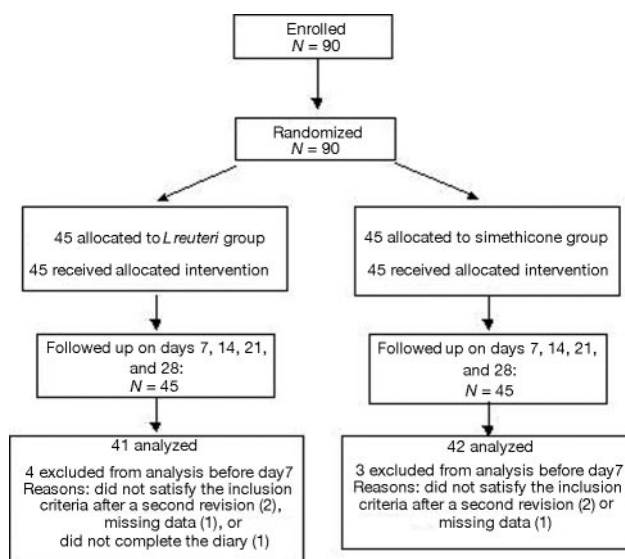 Enrolled
N = 90
Randomized
N = 90
45 allocated to L reuteri group
45 received allocated intervention
45 allocated to simethicone group
45 received allocated intervention
Followed up on days 7, 14, 21,
and 28:
N = 45
Followed up on days 7, 14, 21,
and 28:
N = 45
41 analyzed
4 excluded from analysis before day7
Reasons: did not satisfy the inclusion
criteria after a second revision (2),
missing data (1), or
did not complete the diary (1)
42 analyzed
3 excluded from analysis before day7
Reasons: did not satisfy the inclusion
criteria after a second revision (2) or
missing data (1)